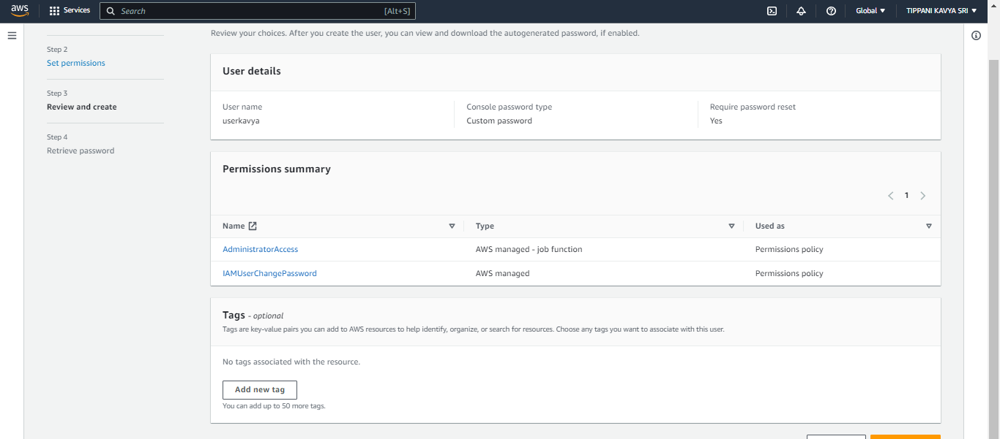 aws Services Search [Alt+S] Global TIPPANI KAVYA SRI
Review your choices. After you create the user, you can view and download the autogenerated password, if enabled.
Step 2
Set permissions
Step 3
Review and create
Step 4
Retrieve password
User details
User name Console password type Require password reset
userkavya Custom password Yes
Permissions summary
1
Name Type Used as
AdministratorAccess AWS managed - job function Permissions policy
IAMUserChangePassword AWS managed Permissions policy
Tags - optional
Tags are key-value pairs you can add to AWS resources to help identify, organize, or search for resources. Choose any tags you want to associate with this user.
No tags associated with the resource.
Add new tag
You can add up to 50 more tags.